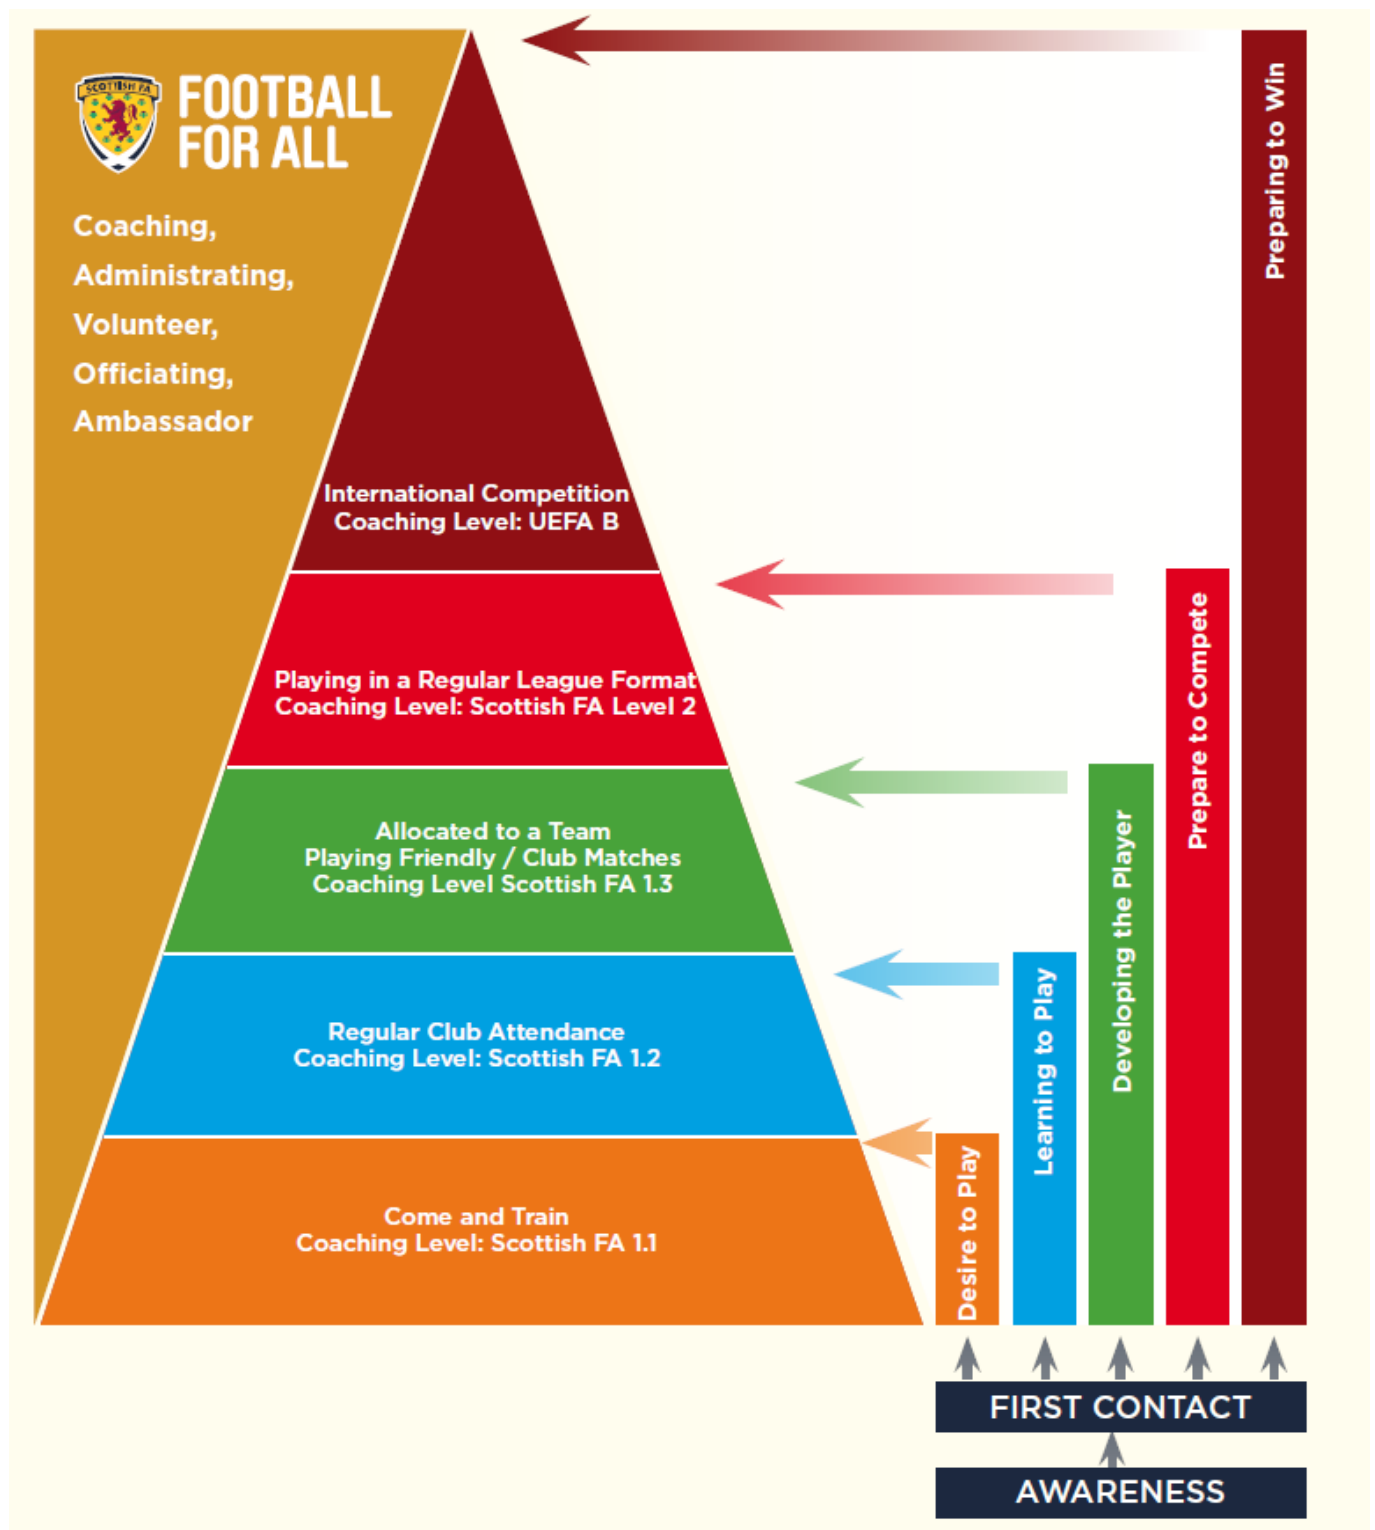 SCOTTISH FA
FOOTBALL
FOR ALL
Coaching,
Administrating,
Volunteer,
Officiating,
Ambassador
International Competition
Coaching Level: UEFA B
Playing in a Regular League Format
Coaching Level: Scottish FA Level 2
Allocated to a Team
Playing Friendly / Club Matches
Coaching Level Scottish FA 1.3
Regular Club Attendance
Coaching Level: Scottish FA 1.2
Come and Train
Coaching Level: Scottish FA 1.1
Desire to Play
Learning to Play
Developing the Player
Prepare to Compete
Preparing to Win
FIRST CONTACT
AWARENESS